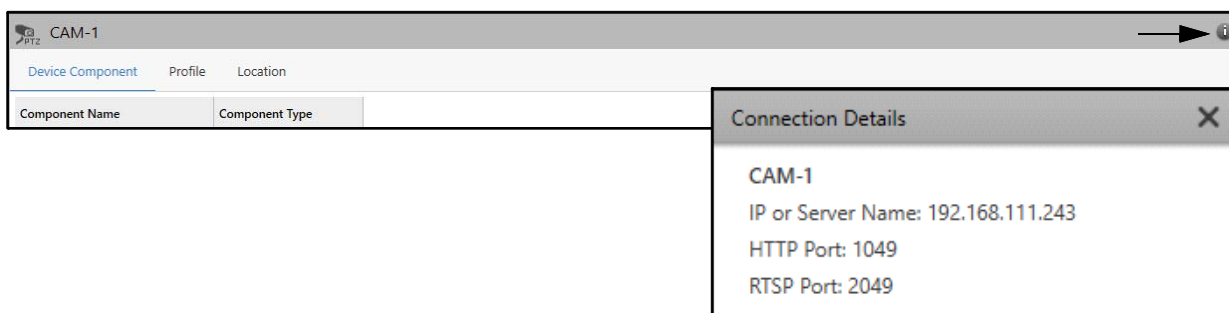 PTZ CAM-1
Device Component Profile Location
Component Name Component Type
Connection Details
CAM-1
IP or Server Name: 192.168.111.243
HTTP Port: 1049
RTSP Port: 2049